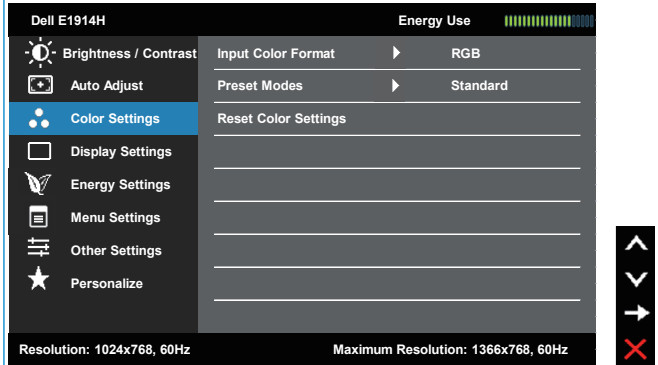 Dell E1914H Energy Use
Brightness / Contrast Input Color Format RGB
Auto Adjust Preset Modes Standard
Color Settings Reset Color Settings
Display Settings
Energy Settings
Menu Settings
Other Settings
Personalize
Resolution: 1024x768, 60Hz Maximum Resolution: 1366x768, 60Hz